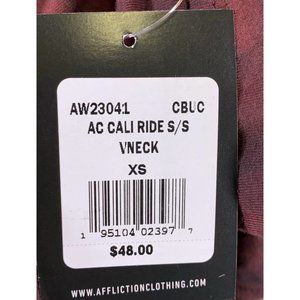 AW23041 CBUC
AC CALI RIDE S/S
VNECK
XS
1 95104 02397 7
$48.00
WWW.AFFLICTIONCLOTHING.COM